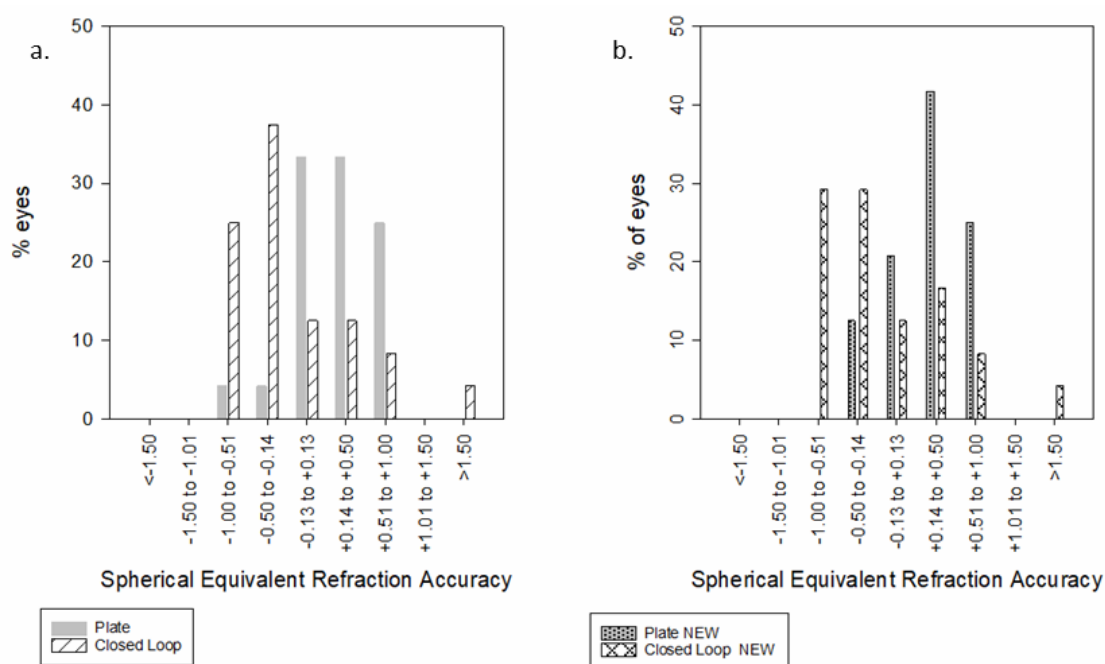 a.
50
40
30
20
10
0
% eyes
<-1.50
-1.50 to -1.01
-1.00 to -0.51
-0.50 to -0.14
-0.13 to +0.13
+0.14 to +0.50
+0.51 to +1.00
+1.01 to +1.50
>1.50
Spherical Equivalent Refraction Accuracy
Plate
Closed Loop
b.
50
40
30
20
10
0
% of eyes
<-1.50
-1.50 to -1.01
-1.00 to -0.51
-0.50 to -0.14
-0.13 to +0.13
+0.14 to +0.50
+0.51 to +1.00
+1.01 to +1.50
>1.50
Spherical Equivalent Refraction Accuracy
Plate NEW
Closed Loop NEW